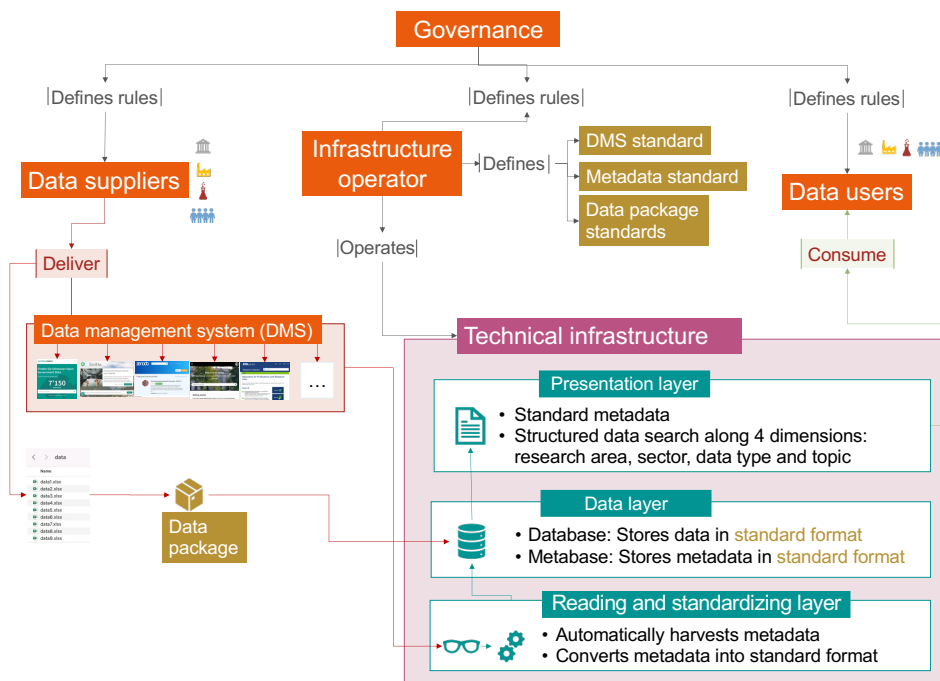 Governance
|Defines rules|
|Defines rules|
|Defines rules|
Data suppliers
Infrastructure
operator
|Defines|
DMS standard
Metadata standard
Data package
standards
Data users
|Deliver|
|Operates|
|Consume|
Data management system (DMS)
7'150
zenodo
...
Technical infrastructure
Presentation layer
• Standard metadata
• Structured data search along 4 dimensions:
research area, sector, data type and topic
data
Name
data1.xlsx
data2.xlsx
data3.xlsx
data4.xlsx
data5.xlsx
data6.xlsx
data7.xlsx
data8.xlsx
data9.xlsx
Data
package
Data layer
• Database: Stores data in standard format
• Metabase: Stores metadata in standard format
Reading and standardizing layer
• Automatically harvests metadata
• Converts metadata into standard format